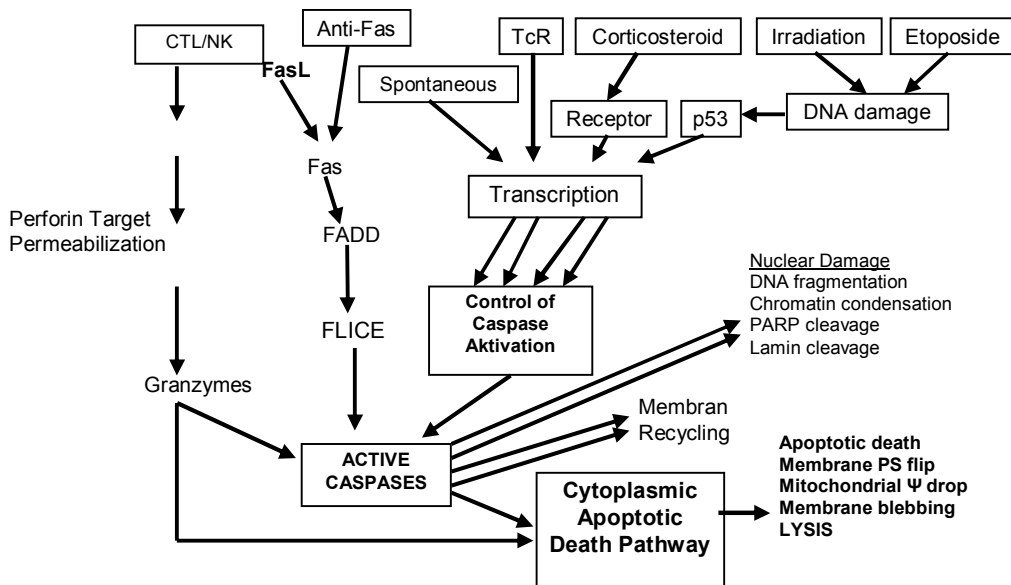 CTL/NK
Anti-Fas
TcR
Corticosteroid
Irradiation
Etoposide
FasL
Spontaneous
Receptor
p53
DNA damage
Fas
Transcription
Perforin Target
Permeabilization
FADD
Nuclear Damage
DNA fragmentation
Chromatin condensation
PARP cleavage
Lamin cleavage
Control of
Caspase
Aktivation
FLICE
Granzymes
Membran
Recycling
ACTIVE
CASPASES
Apoptotic death
Membrane PS flip
Mitochondrial Ψ drop
Membrane blebbing
LYSIS
Cytoplasmic
Apoptotic
Death Pathway